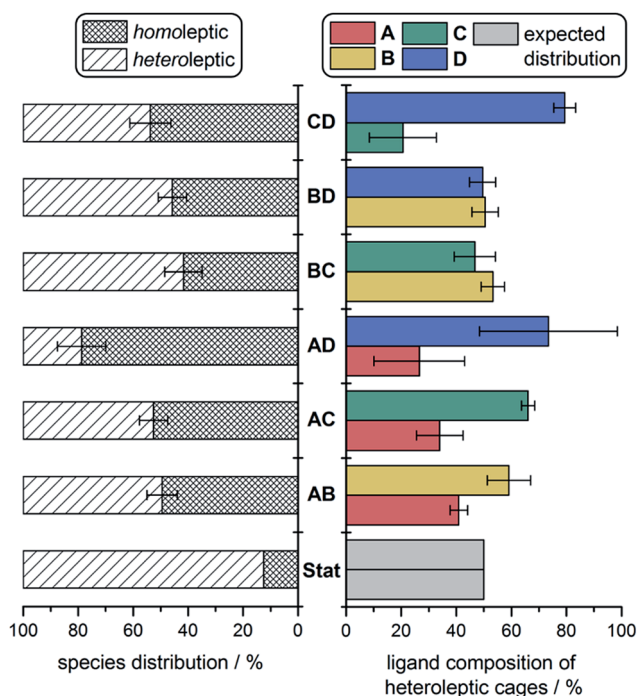 homoleptic
heteroleptic
A C expected
B D distribution
CD
BD
BC
AD
AC
AB
Stat
100 80 60 40 20 0
0 20 40 60 80 100
species distribution / %
ligand composition of
heteroleptic cages / %